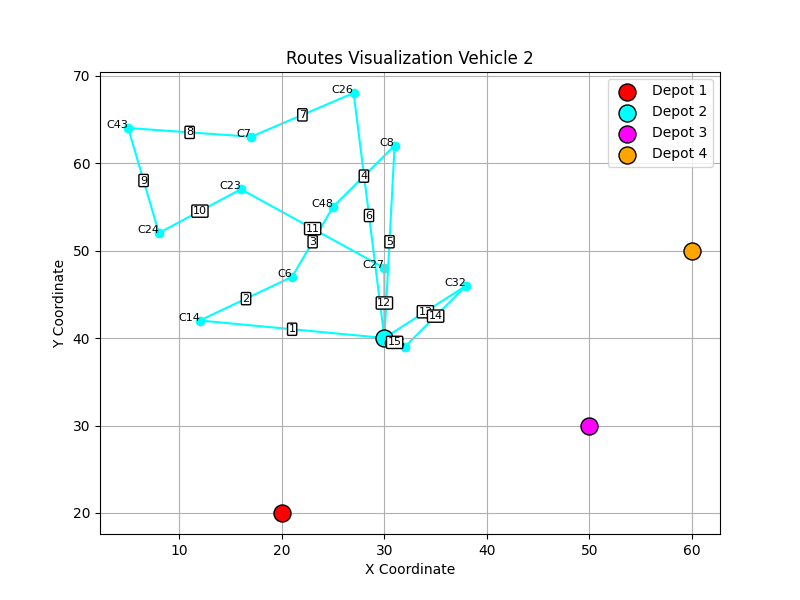 Routes Visualization Vehicle 2
Depot 1
Depot 2
Depot 3
Depot 4
70
60
50
40
30
20
Y Coordinate
C26
C43
C7
C8
C23
C48
C24
C27
C6
C32
C14
7
8
4
9
10
6
11
3
5
2
12
14
1
15
10
20
30
40
50
60
X Coordinate